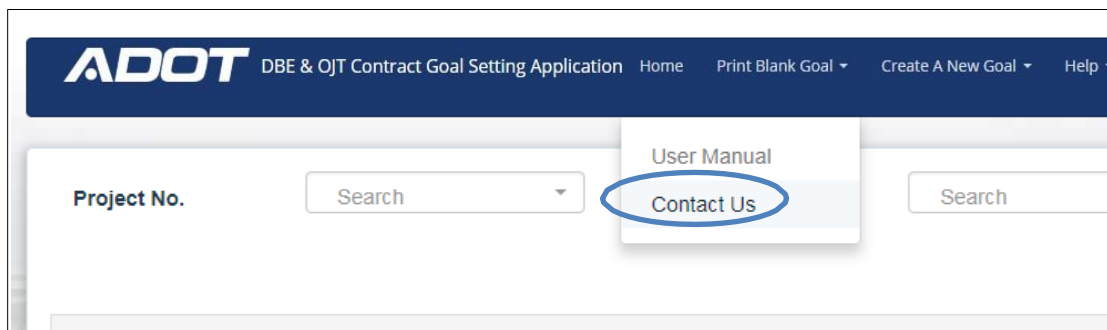 ADOT DBE & OJT Contract Goal Setting Application Home Print Blank Goal Create A New Goal Help
User Manual
Project No. Search Contact Us Search